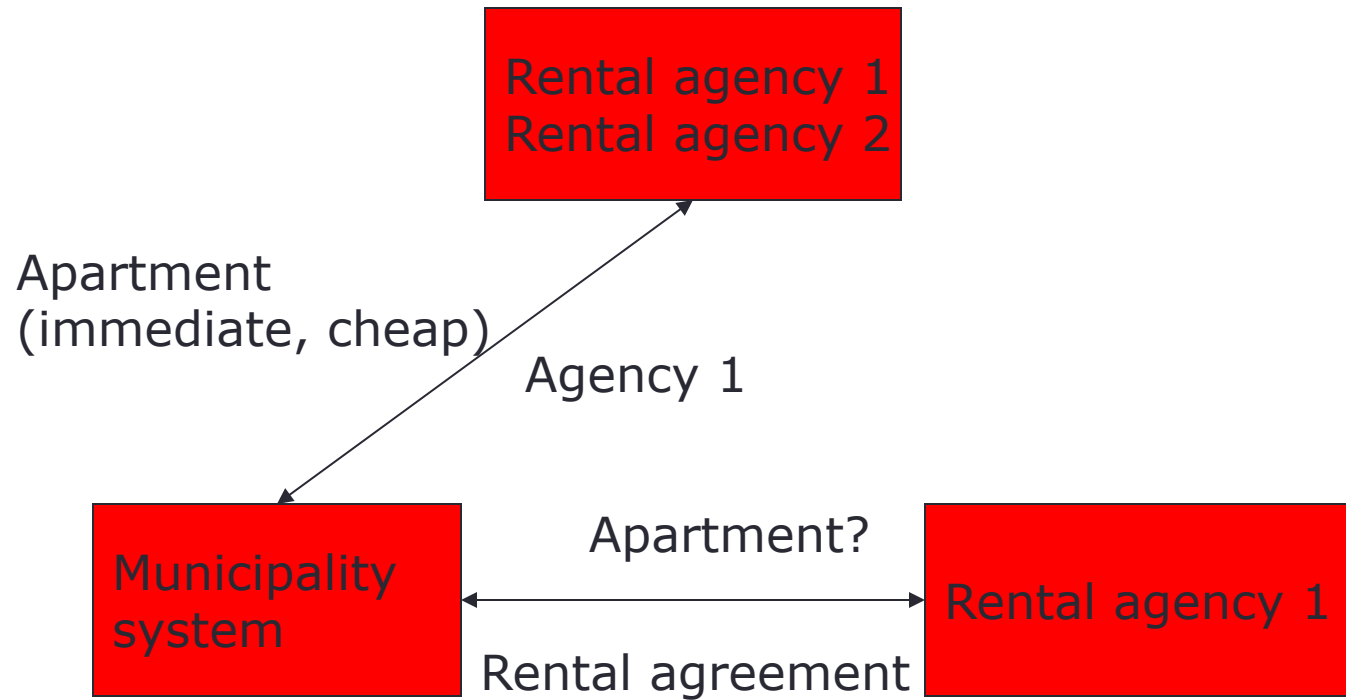 Rental agency 1
Rental agency 2
Apartment
(immediate, cheap)
Agency 1
Municipality
system
Apartment?
Rental agreement
Rental agency 1